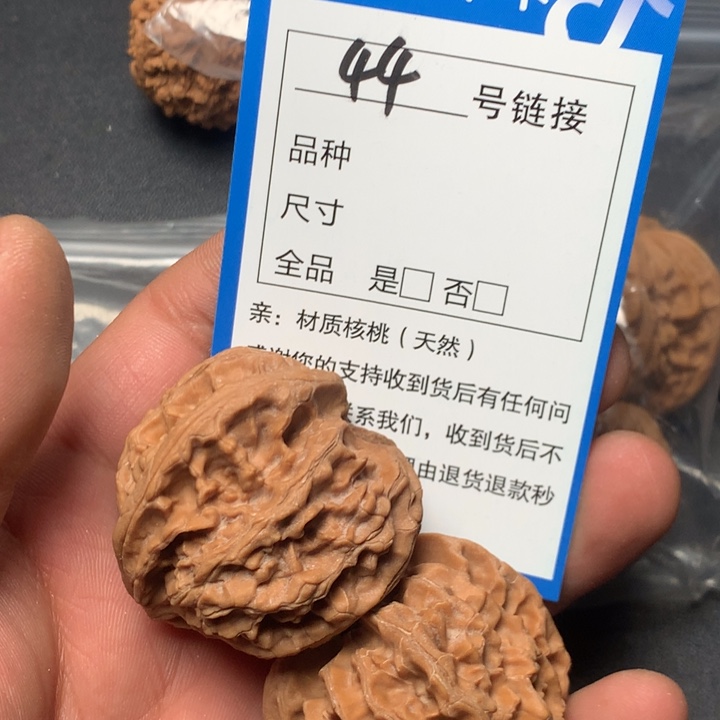 44 号链接
品种
尺寸
全品 是□ 否□
亲：材质核桃（天然）
感谢您的支持收到货后有任何问
联系我们，收到货后不
由退货退款秒